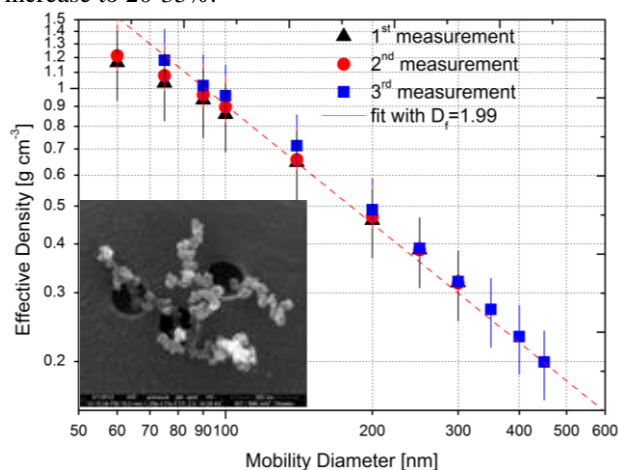 increase to 20-35%.
1st measurement
2nd measurement
3rd measurement
fit with Df=1.99
Effective Density [g cm-3]
1.5
1.4
1.3
1.2
1.1
1
0.9
0.8
0.7
0.6
0.5
0.4
0.3
0.2
50 60 70 80 90 100 200 300 400 500 600
Mobility Diameter [nm]